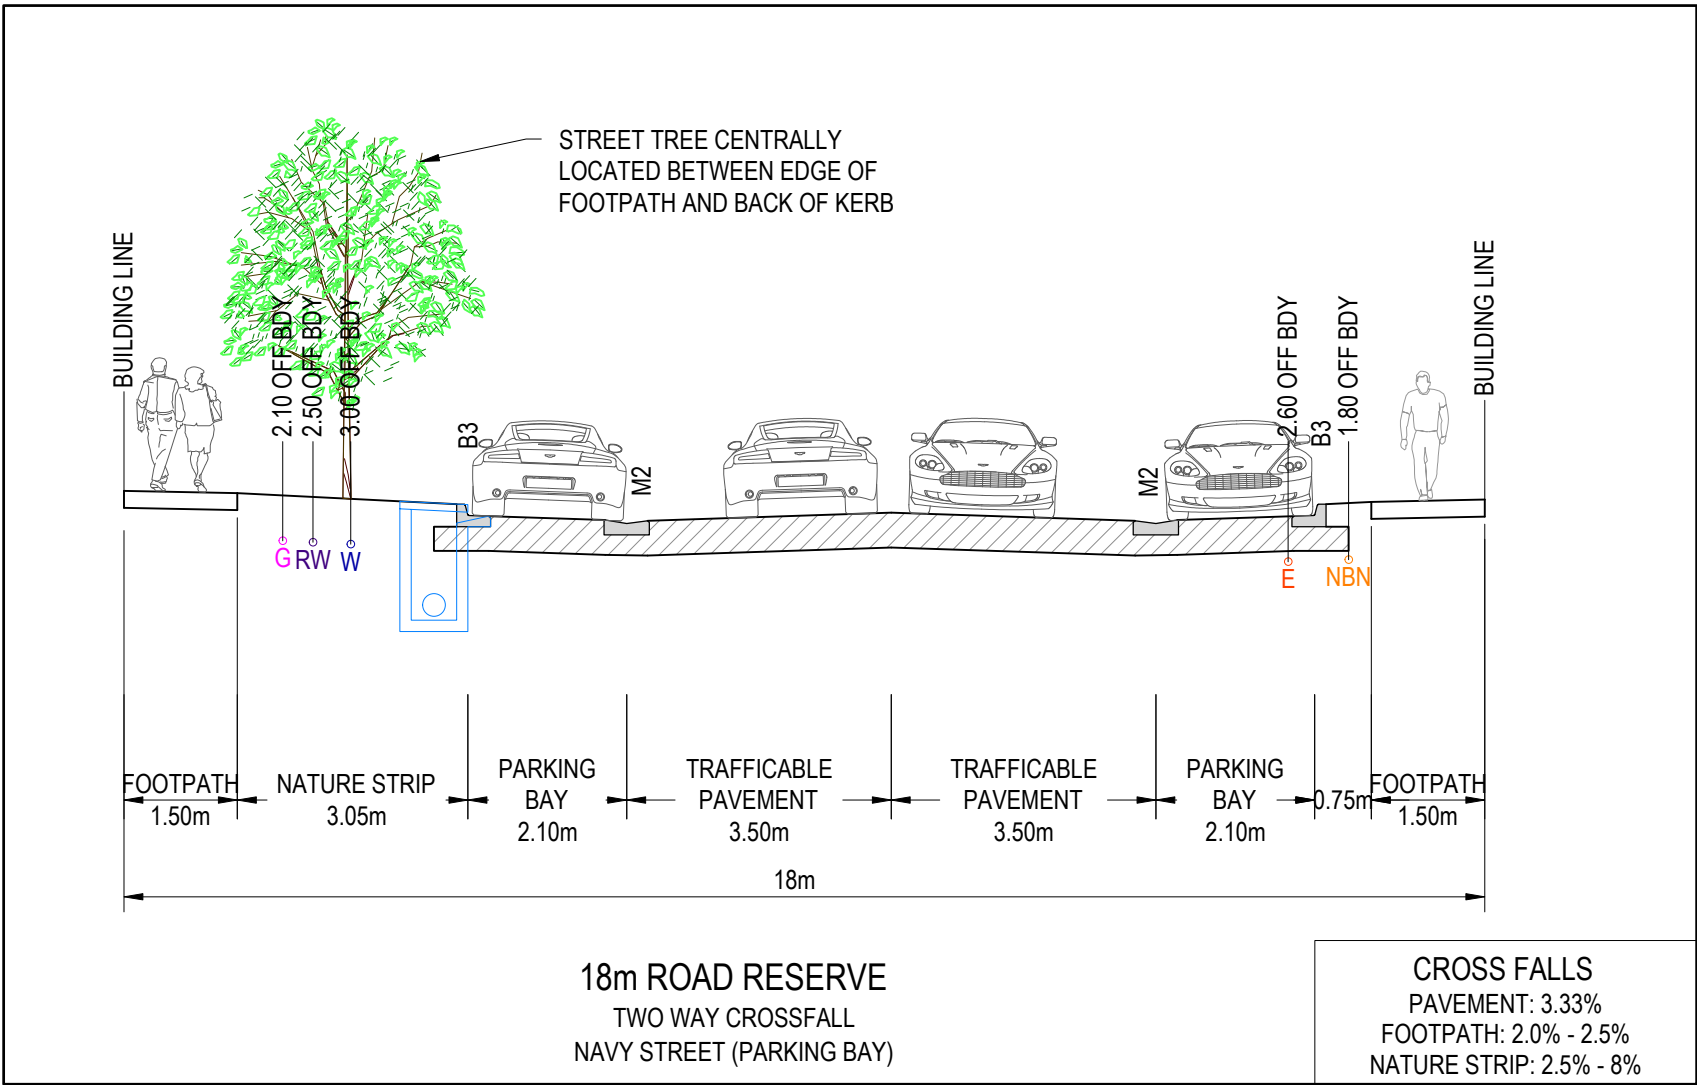 STREET TREE CENTRALLY
LOCATED BETWEEN EDGE OF
FOOTPATH AND BACK OF KERB
BUILDING LINE
2.10 OFF BDY
2.50 OFF BDY
3.00 OFF BDY
B3
M2
M2
2.60 OFF BDY
B3
1.80 OFF BDY
BUILDING LINE
G
RW
W
E
NBN
FOOTPATH
1.50m
NATURE STRIP
3.05m
PARKING
BAY
2.10m
TRAFFICABLE
PAVEMENT
3.50m
TRAFFICABLE
PAVEMENT
3.50m
PARKING
BAY
2.10m
0.75m
FOOTPATH
1.50m
18m
18m ROAD RESERVE
TWO WAY CROSSFALL
NAVY STREET (PARKING BAY)
CROSS FALLS
PAVEMENT: 3.33%
FOOTPATH: 2.0% - 2.5%
NATURE STRIP: 2.5% - 8%